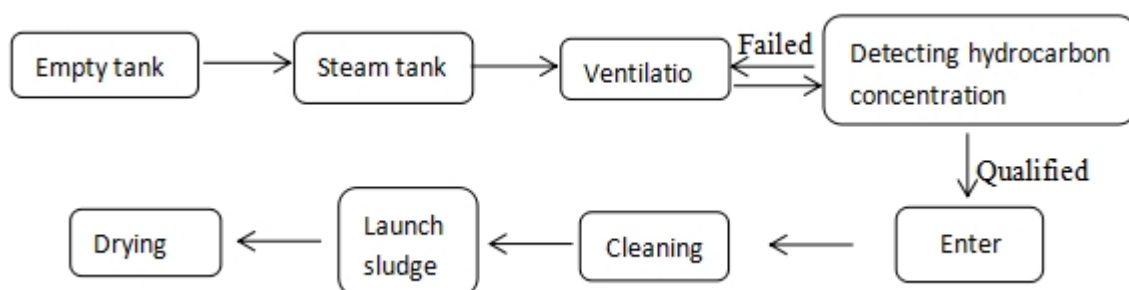 Empty tank
Steam tank
Ventilatio
Failed
Detecting hydrocarbon
concentration
Qualified
Enter
Cleaning
Launch
sludge
Drying